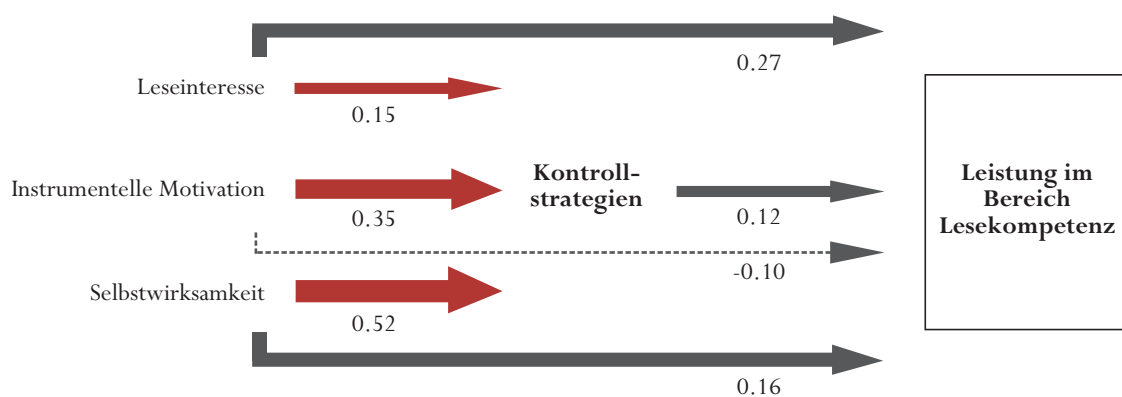 0.27
Leseinteresse
0.15
Instrumentelle Motivation
0.35
Kontroll-
strategien
0.12
-0.10
Selbstwirksamkeit
0.52
0.16
Leistung im
Bereich
Lesekompetenz